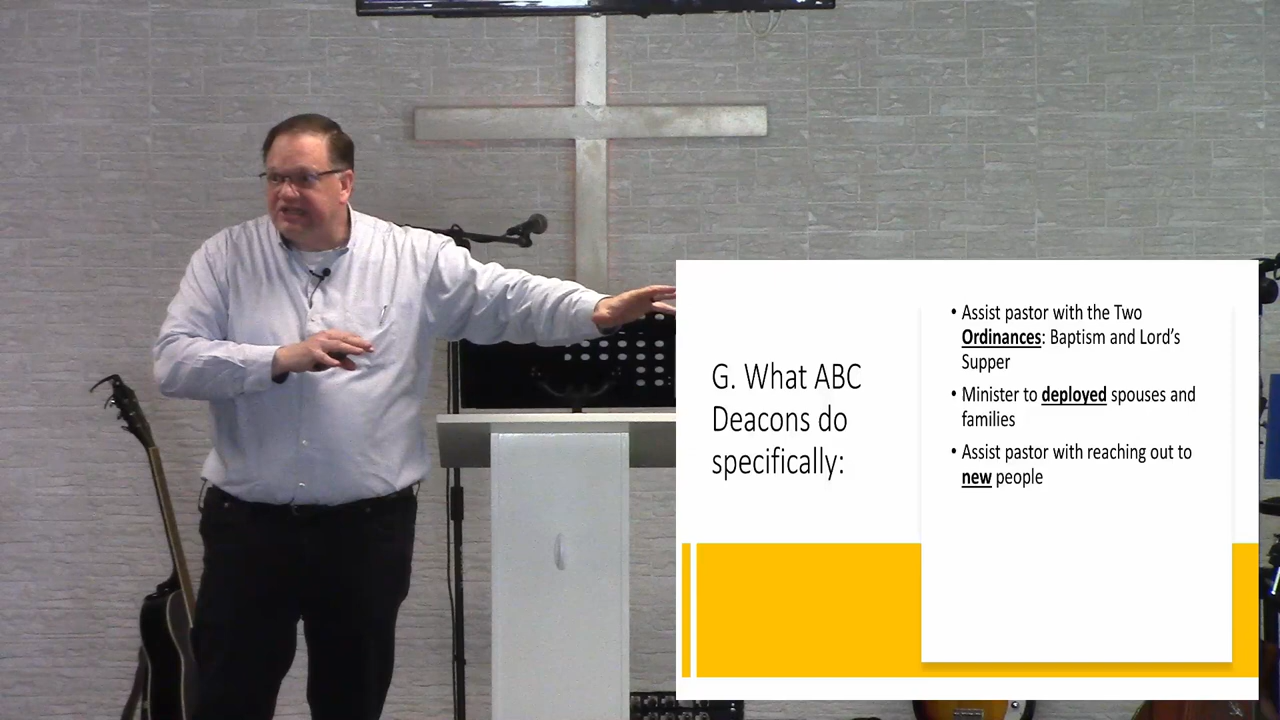 G. What ABC
Deacons do
specifically:
• Assist pastor with the Two
Ordinances: Baptism and Lord's
Supper
• Minister to deployed spouses and
families
• Assist pastor with reaching out to
new people